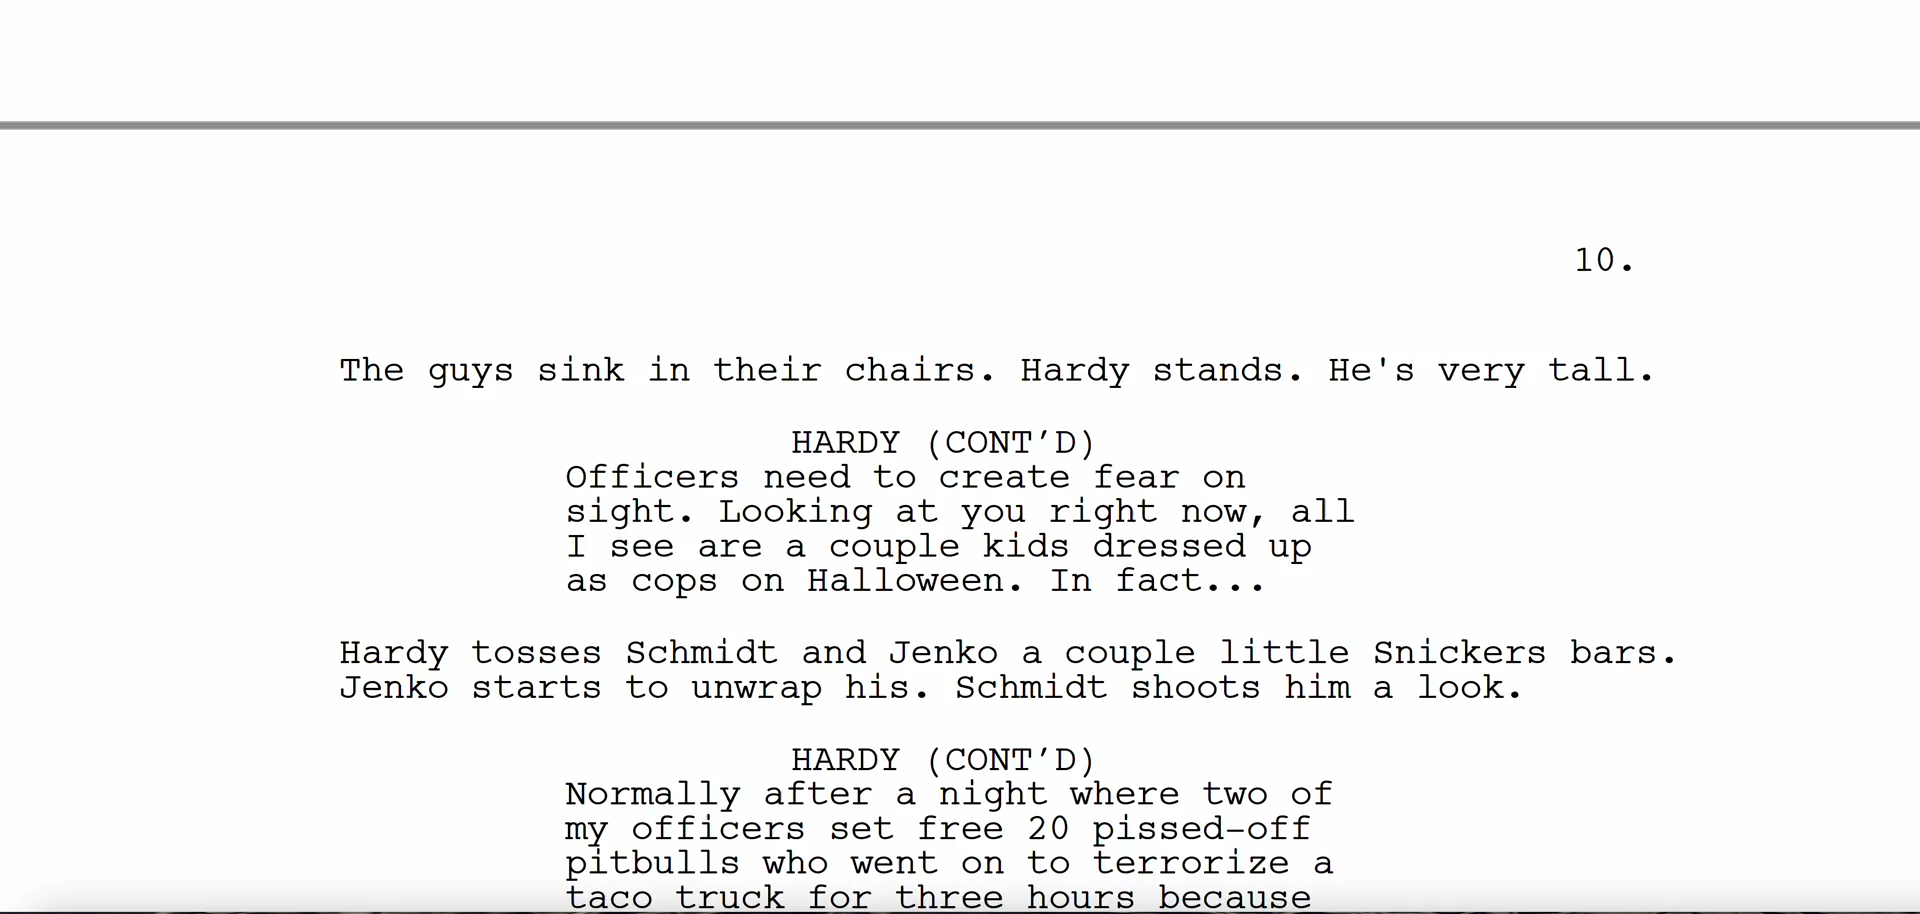 10.
The guys sink in their chairs. Hardy stands. He's very tall.
HARDY (CONT’D)
Officers need to create fear on
sight. Looking at you right now, all
I see are a couple kids dressed up
as cops on Halloween. In fact...
Hardy tosses Schmidt and Jenko a couple little Snickers bars.
Jenko starts to unwrap his. Schmidt shoots him a look.
HARDY (CONT’D)
Normally after a night where two of
my officers set free 20 pissed-off
pitbulls who went on to terrorize a
taco truck for three hours because